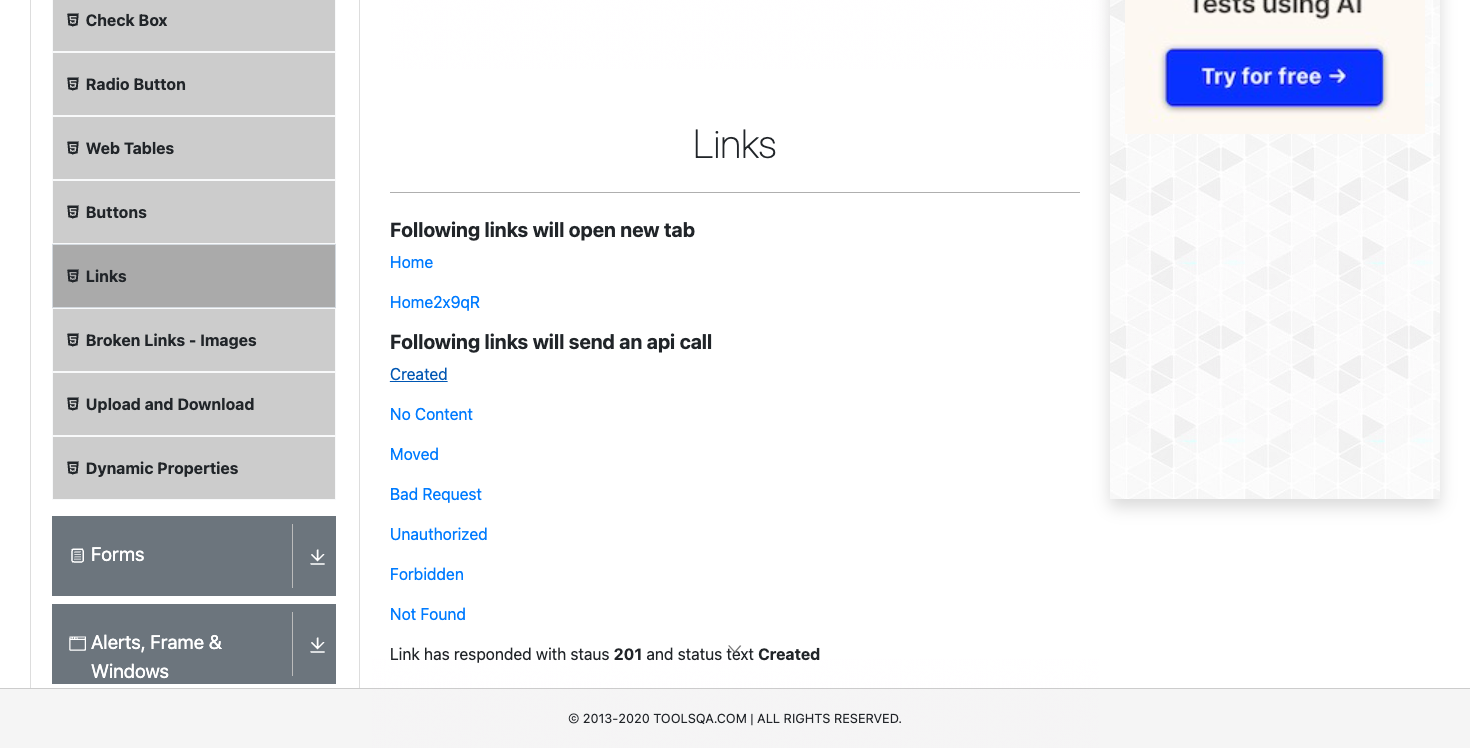 Check Box
Radio Button
Web Tables
Buttons
Links
Broken Links - Images
Upload and Download
Dynamic Properties
Forms
Alerts, Frame &
Windows
Links
Following links will open new tab
Home
Home2x9qR
Following links will send an api call
Created
No Content
Moved
Bad Request
Unauthorized
Forbidden
Not Found
Link has responded with staus 201 and status text Created
Tests using AI
Try for free →
© 2013-2020 TOOLSQA.COM | ALL RIGHTS RESERVED.